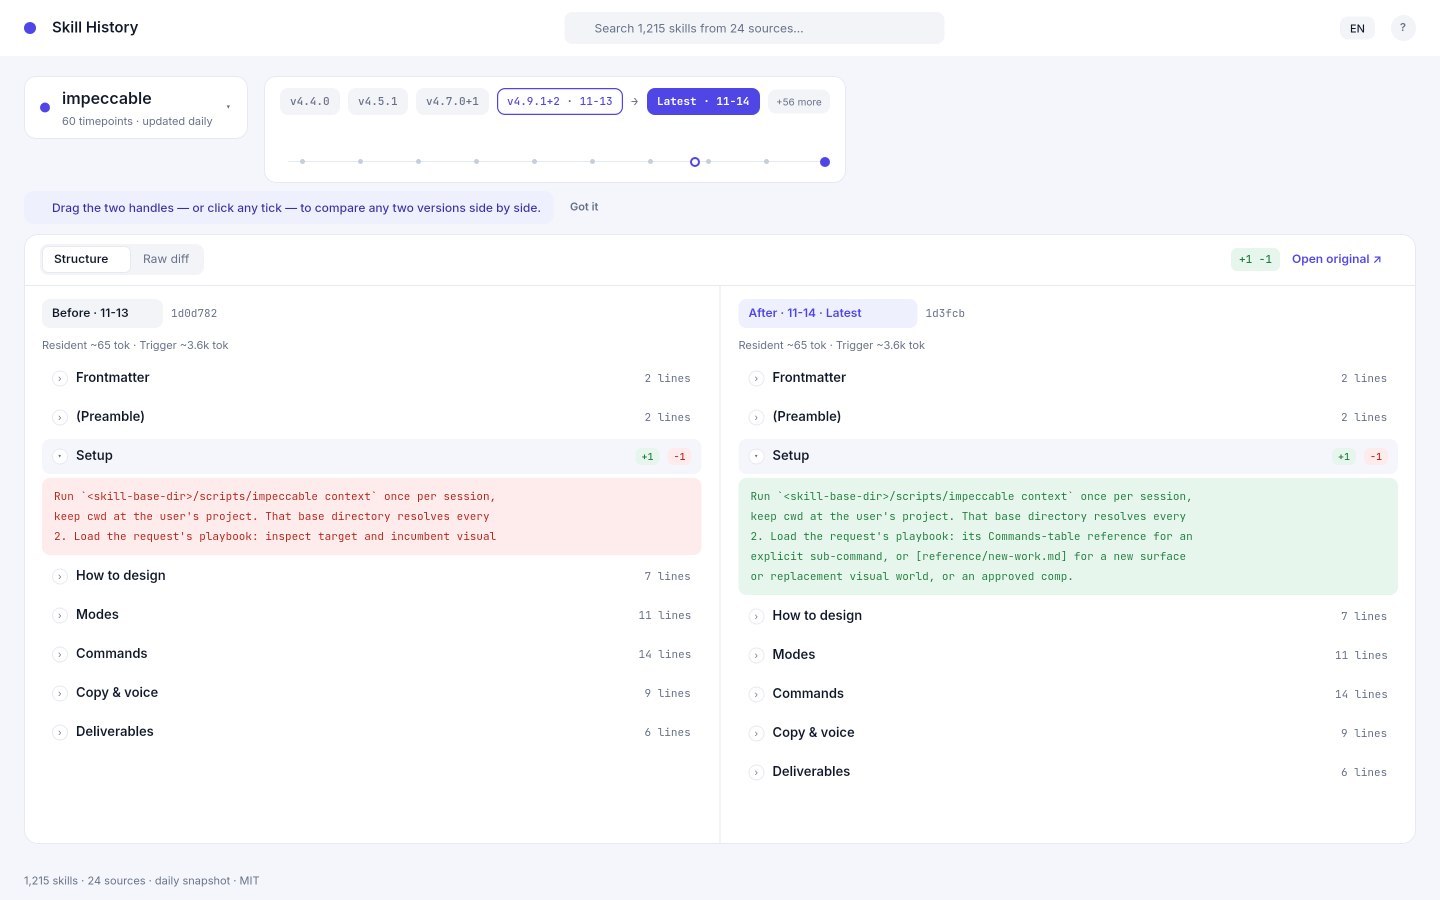 Skill History
Search 1,215 skills from 24 sources...
EN
?
impeccable
60 timepoints · updated daily
v4.4.0
v4.5.1
v4.7.0+1
v4.9.1+2 · 11-13
→
Latest · 11-14
+56 more
Drag the two handles — or click any tick — to compare any two versions side by side.
Got it
Structure
Raw diff
+1 -1
Open original ↗
Before · 11-13
1d0d782
Resident ~65 tok · Trigger ~3.6k tok
Frontmatter
2 lines
(Preamble)
2 lines
Setup
+1
-1
Run `<skill-base-dir>/scripts/impeccable context` once per session,
keep cwd at the user's project. That base directory resolves every
2. Load the request's playbook: inspect target and incumbent visual
How to design
7 lines
Modes
11 lines
Commands
14 lines
Copy & voice
9 lines
Deliverables
6 lines
After · 11-14 · Latest
1d3fcb
Resident ~65 tok · Trigger ~3.6k tok
Frontmatter
2 lines
(Preamble)
2 lines
Setup
+1
-1
Run `<skill-base-dir>/scripts/impeccable context` once per session,
keep cwd at the user's project. That base directory resolves every
2. Load the request's playbook: its Commands-table reference for an
explicit sub-command, or [reference/new-work.md] for a new surface
or replacement visual world, or an approved comp.
How to design
7 lines
Modes
11 lines
Commands
14 lines
Copy & voice
9 lines
Deliverables
6 lines
1,215 skills · 24 sources · daily snapshot · MIT